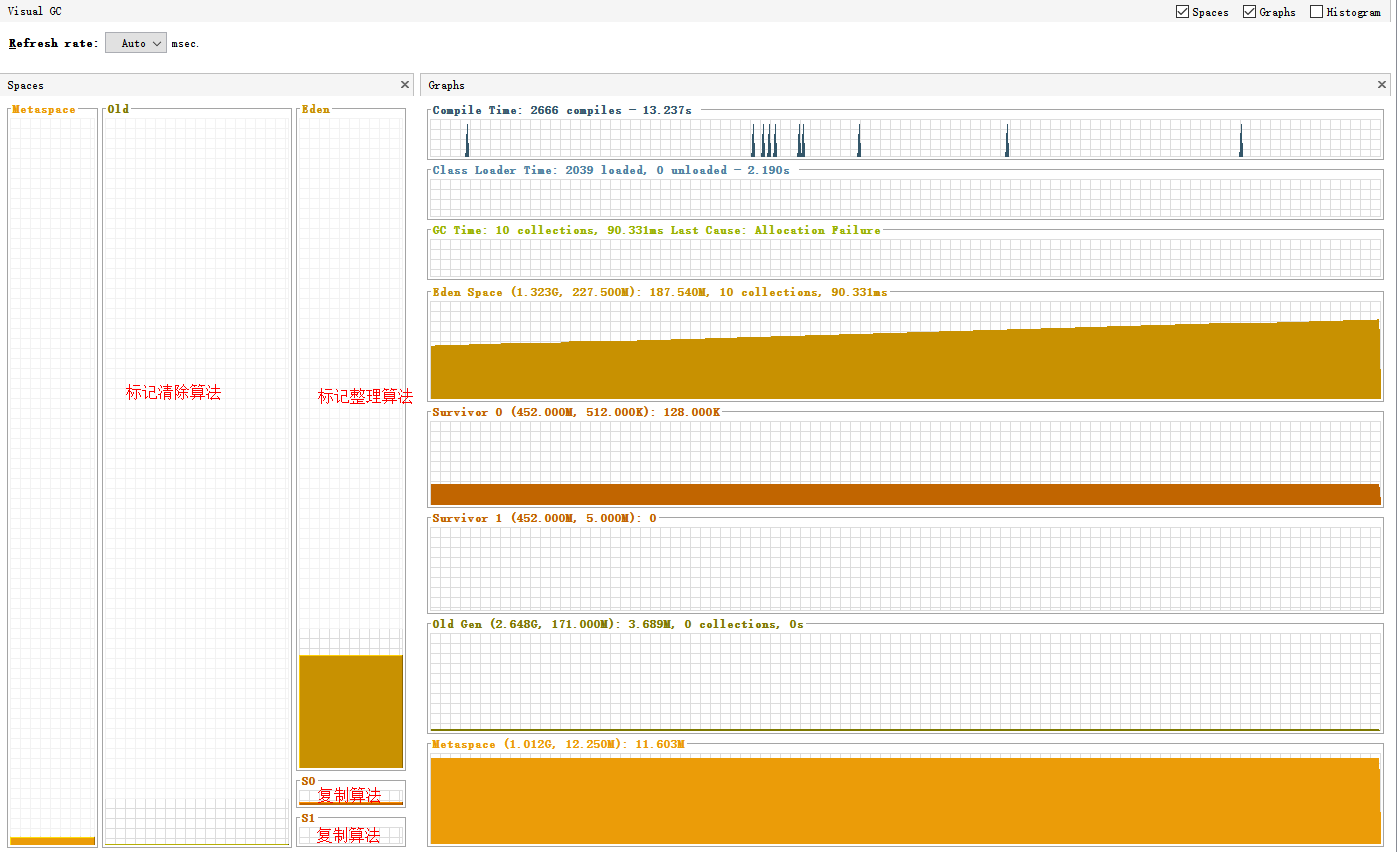 Visual GC
Spaces
Graphs
Histogram
Refresh rate:
Auto
msec.
Spaces
Metaspace
Old
Eden
标记清除算法
标记整理算法
S0
复制算法
S1
复制算法
Graphs
Compile Time: 2666 compiles - 13.237s
Class Loader Time: 2039 loaded, 0 unloaded - 2.190s
GC Time: 10 collections, 90.331ms Last Cause: Allocation Failure
Eden Space (1.323G, 227.500M): 187.540M, 10 collections, 90.331ms
Survivor 0 (452.000M, 512.000K): 128.000K
Survivor 1 (452.000M, 5.000M): 0
Old Gen (2.648G, 171.000M): 3.689M, 0 collections, 0s
Metaspace (1.012G, 12.250M): 11.603M